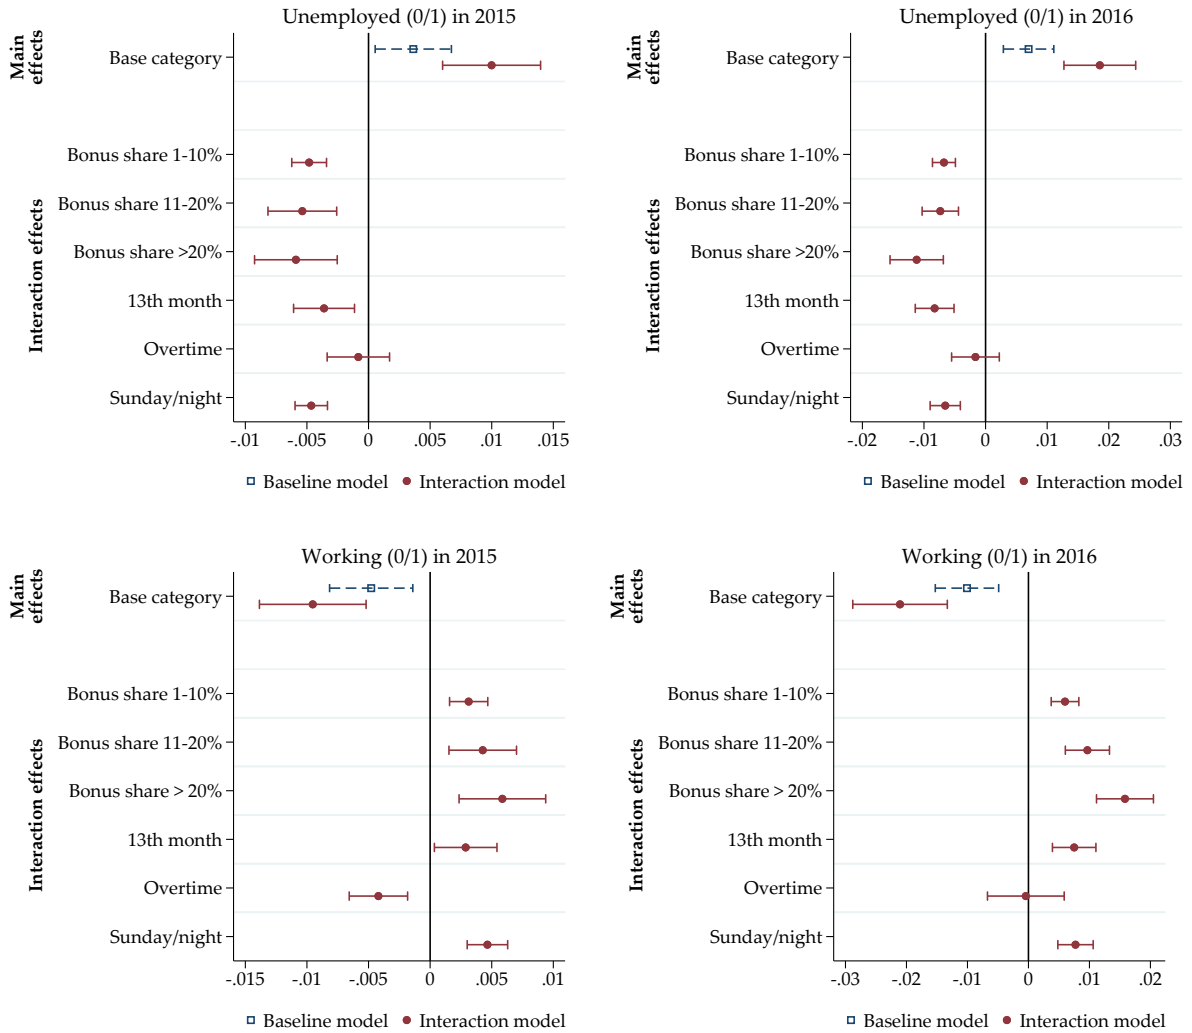 Unemployed (0/1) in 2015
Main
effects
Base category
Interaction effects
Bonus share 1-10%
Bonus share 11-20%
Bonus share >20%
13th month
Overtime
Sunday/night
-.01 -.005 0 .005 .01 .015
Baseline model Interaction model
Unemployed (0/1) in 2016
Main
effects
Base category
Interaction effects
Bonus share 1-10%
Bonus share 11-20%
Bonus share >20%
13th month
Overtime
Sunday/night
-.02 -.01 0 .01 .02 .03
Baseline model Interaction model
Working (0/1) in 2015
Main
effects
Base category
Interaction effects
Bonus share 1-10%
Bonus share 11-20%
Bonus share > 20%
13th month
Overtime
Sunday/night
-.015 -.01 -.005 0 .005 .01
Baseline model Interaction model
Working (0/1) in 2016
Main
effects
Base category
Interaction effects
Bonus share 1-10%
Bonus share 11-20%
Bonus share > 20%
13th month
Overtime
Sunday/night
-.03 -.02 -.01 0 .01 .02
Baseline model Interaction model